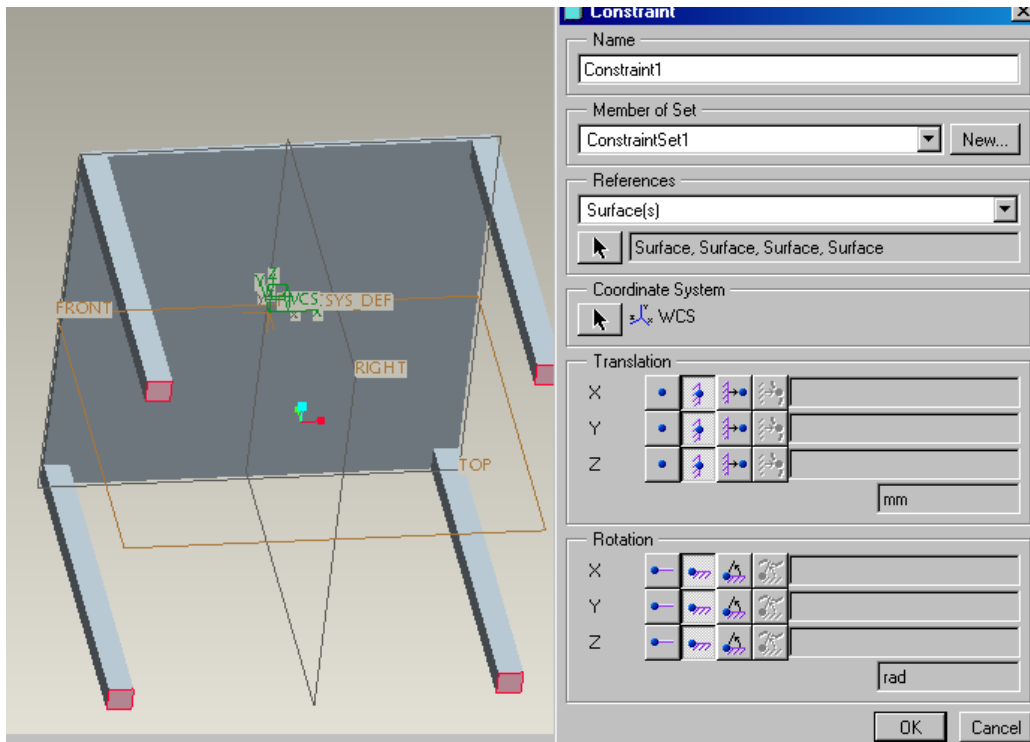 Constraint
Name
Constraint1
Member of Set
ConstraintSet1
New...
References
Surface(s)
Surface, Surface, Surface, Surface
Coordinate System
WCS
Translation
X
Y
Z
mm
Rotation
X
Y
Z
rad
OK
Cancel
FRONT
WCS
SYS_DEF
RIGHT
TOP